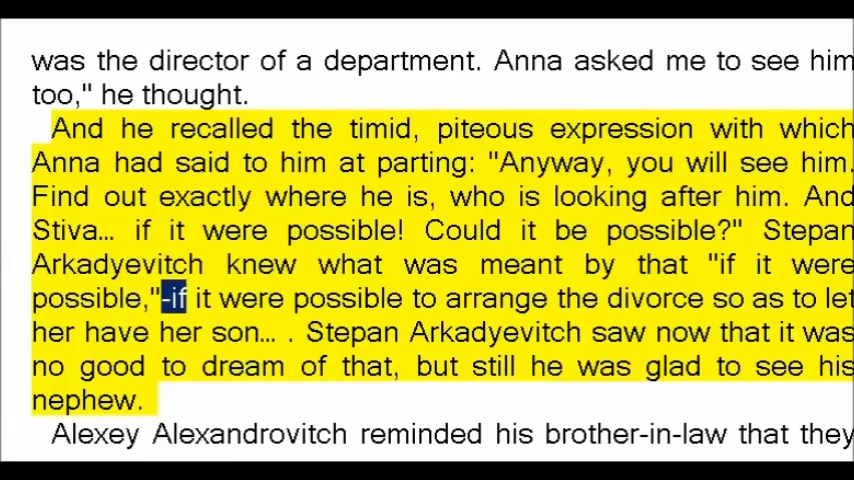 was the director of a department. Anna asked me to see him
too," he thought.
And he recalled the timid, piteous expression with which
Anna had said to him at parting: "Anyway, you will see him.
Find out exactly where he is, who is looking after him. And
Stiva... if it were possible! Could it be possible?" Stepan
Arkadyevitch knew what was meant by that "if it were
possible,"-if it were possible to arrange the divorce so as to let
her have her son... . Stepan Arkadyevitch saw now that it was
no good to dream of that, but still he was glad to see his
nephew.
Alexey Alexandrovitch reminded his brother-in-law that they